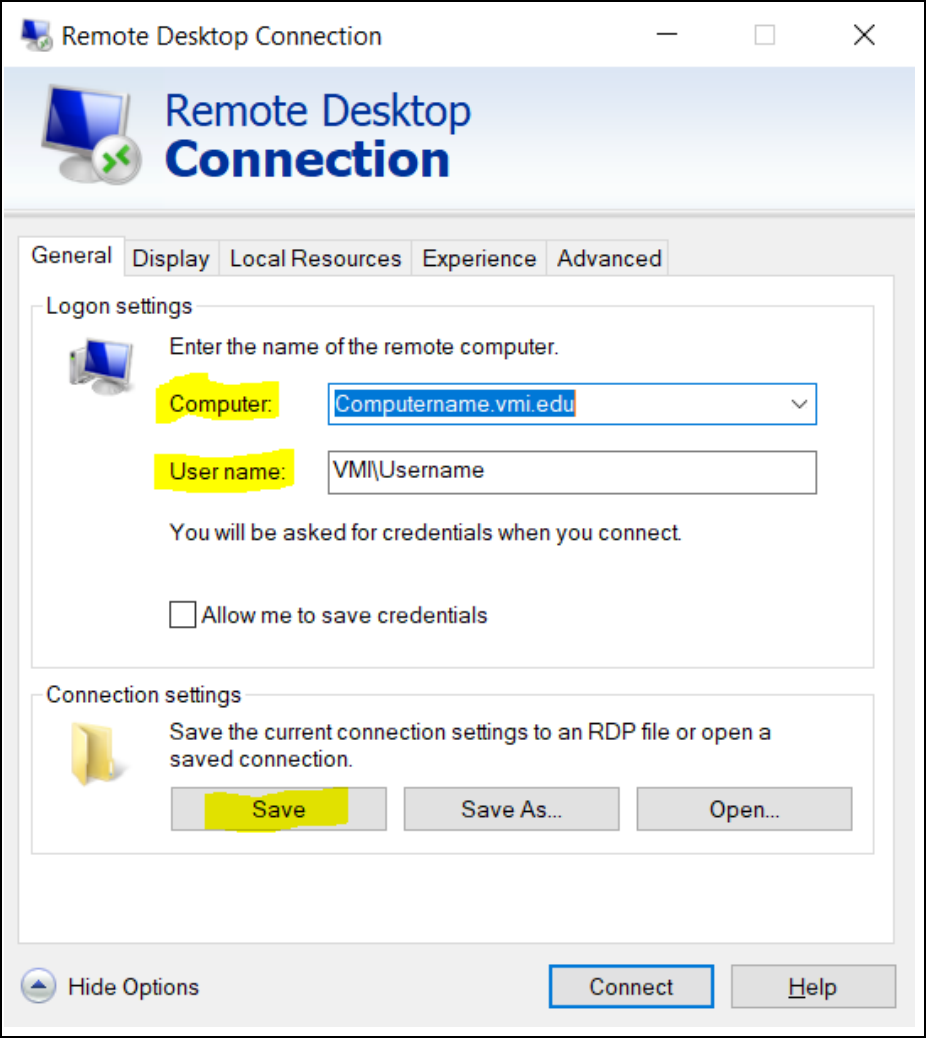 Remote Desktop Connection
Remote Desktop
Connection
General Display Local Resources Experience Advanced
Logon settings
Enter the name of the remote computer.
Computer: Computername.vmi.edu
User name: VMI\Username
You will be asked for credentials when you connect.
Allow me to save credentials
Connection settings
Save the current connection settings to an RDP file or open a
saved connection.
Save Save As... Open...
Hide Options Connect Help